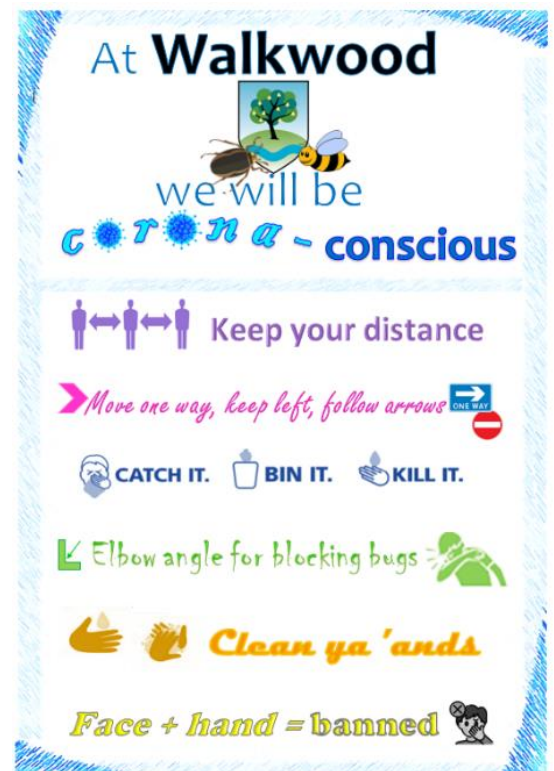 At Walkwood
we will be
corona-conscious
Keep your distance
Move one way, keep left, follow arrows
ONE WAY
CATCH IT. BIN IT. KILL IT.
Elbow angle for blocking bugs
Clean ya 'ands
Face + hand = banned